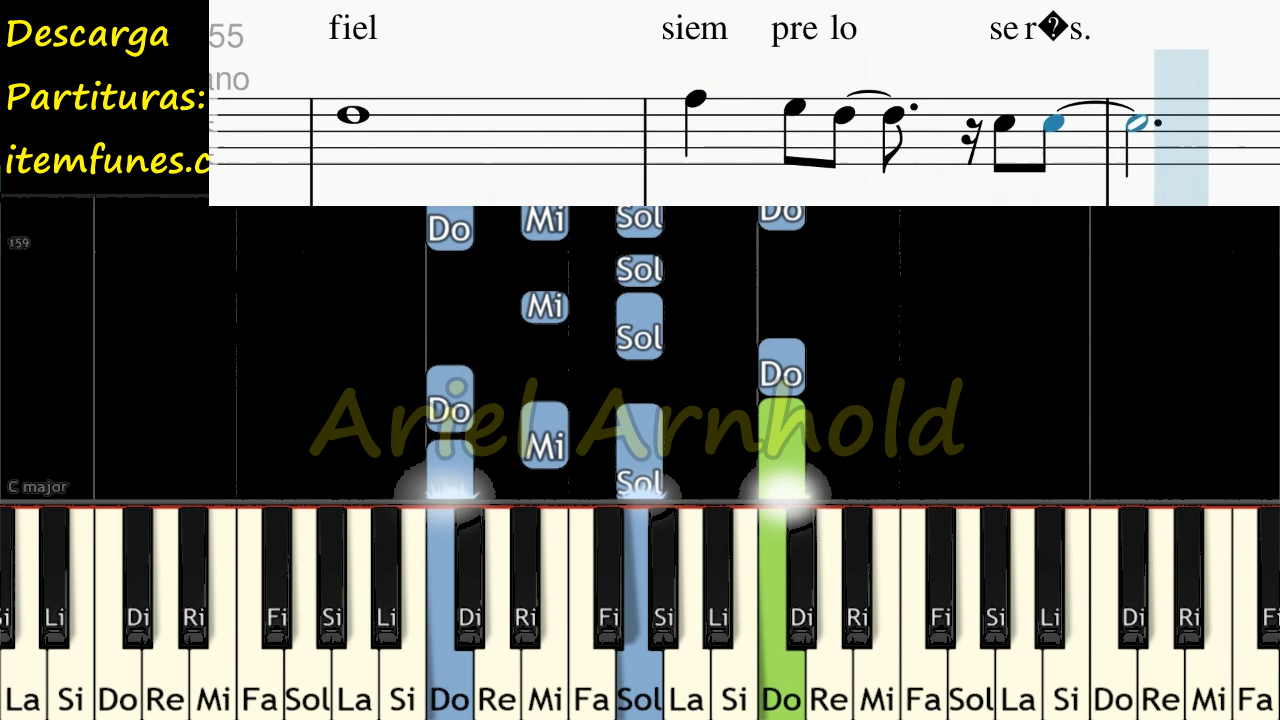 Descarga
Partituras:
itemfunes.c
55
ano
fiel siem pre lo se r�s.
159
Do Mi Sol Do
Sol
Mi
Sol
Do
Do
Mi
Sol
Ariel Arnhold
C major
Si Li Di Ri Fi Si Li Di Ri Fi Si Li Di Ri Fi Si Li Di Ri Fi
La Si Do Re Mi Fa Sol La Si Do Re Mi Fa Sol La Si Do Re Mi Fa Sol La Si Do Re Mi Fa